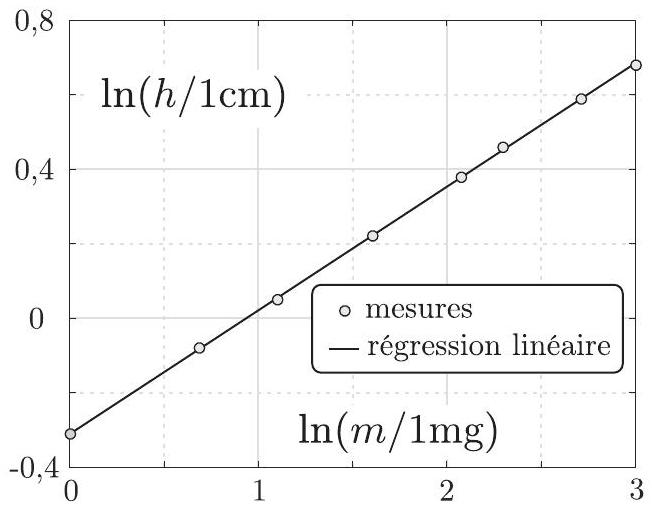 0,8
ln(h/1cm)
0,4
0
mesures
régression linéaire
ln(m/1mg)
-0,4
0 1 2 3